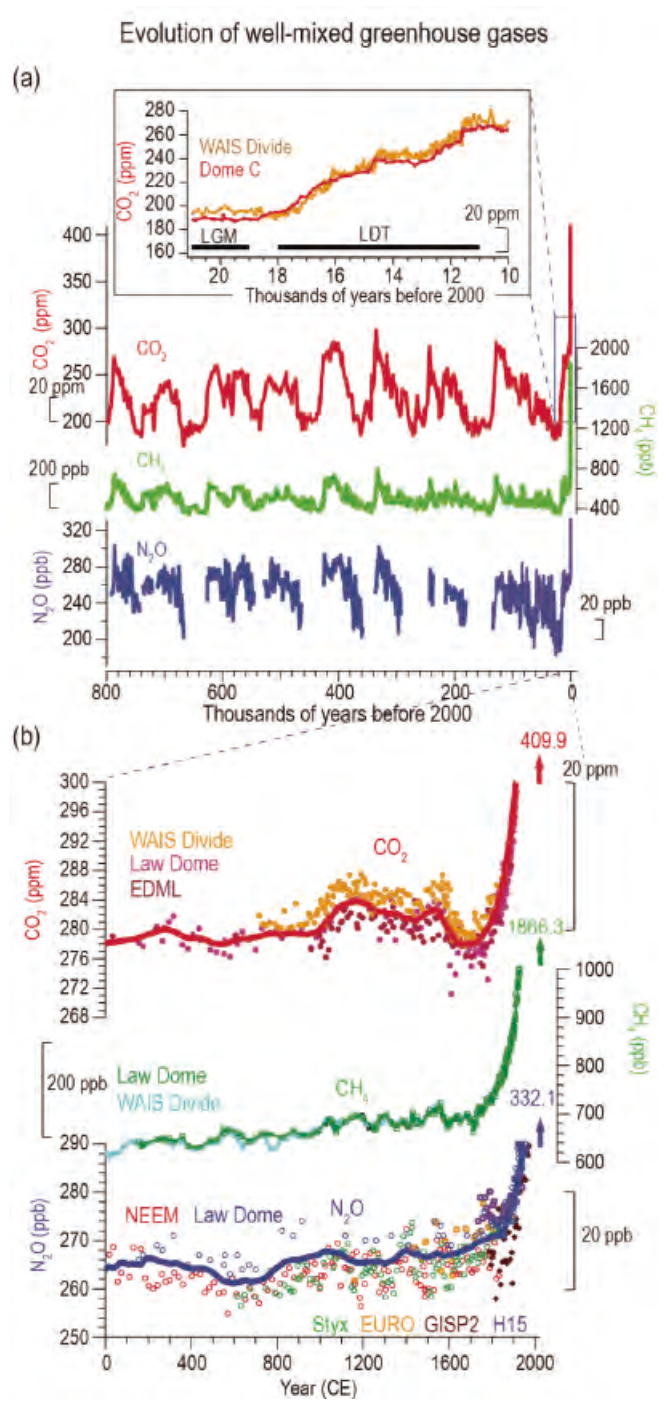 Evolution of well-mixed greenhouse gases
(a)
280
260
240
220
200
180
160
CO2 (ppm)
WAIS Divide
Dome C
20 ppm
LGM
LDT
20 18 16 14 12 10
Thousands of years before 2000
400
350
300
250
200
CO2 (ppm)
20 ppm
CO2
2000
1600
1200
800
400
CH4 (ppb)
200 ppb
CH4
320
280
240
200
N2O (ppb)
N2O
20 ppb
800 600 400 200 0
Thousands of years before 2000
(b)
409.9
300
296
292
288
284
280
276
272
268
CO2 (ppm)
20 ppm
WAIS Divide
Law Dome
EDML
CO2
1866.3
1000
900
800
700
600
CH4 (ppb)
200 ppb
Law Dome
WAIS Divide
CH4
332.1
290
280
270
260
250
N2O (ppb)
NEEM Law Dome N2O
20 ppb
Styx EURO GISP2 H15
0 400 800 1200 1600 2000
Year (CE)